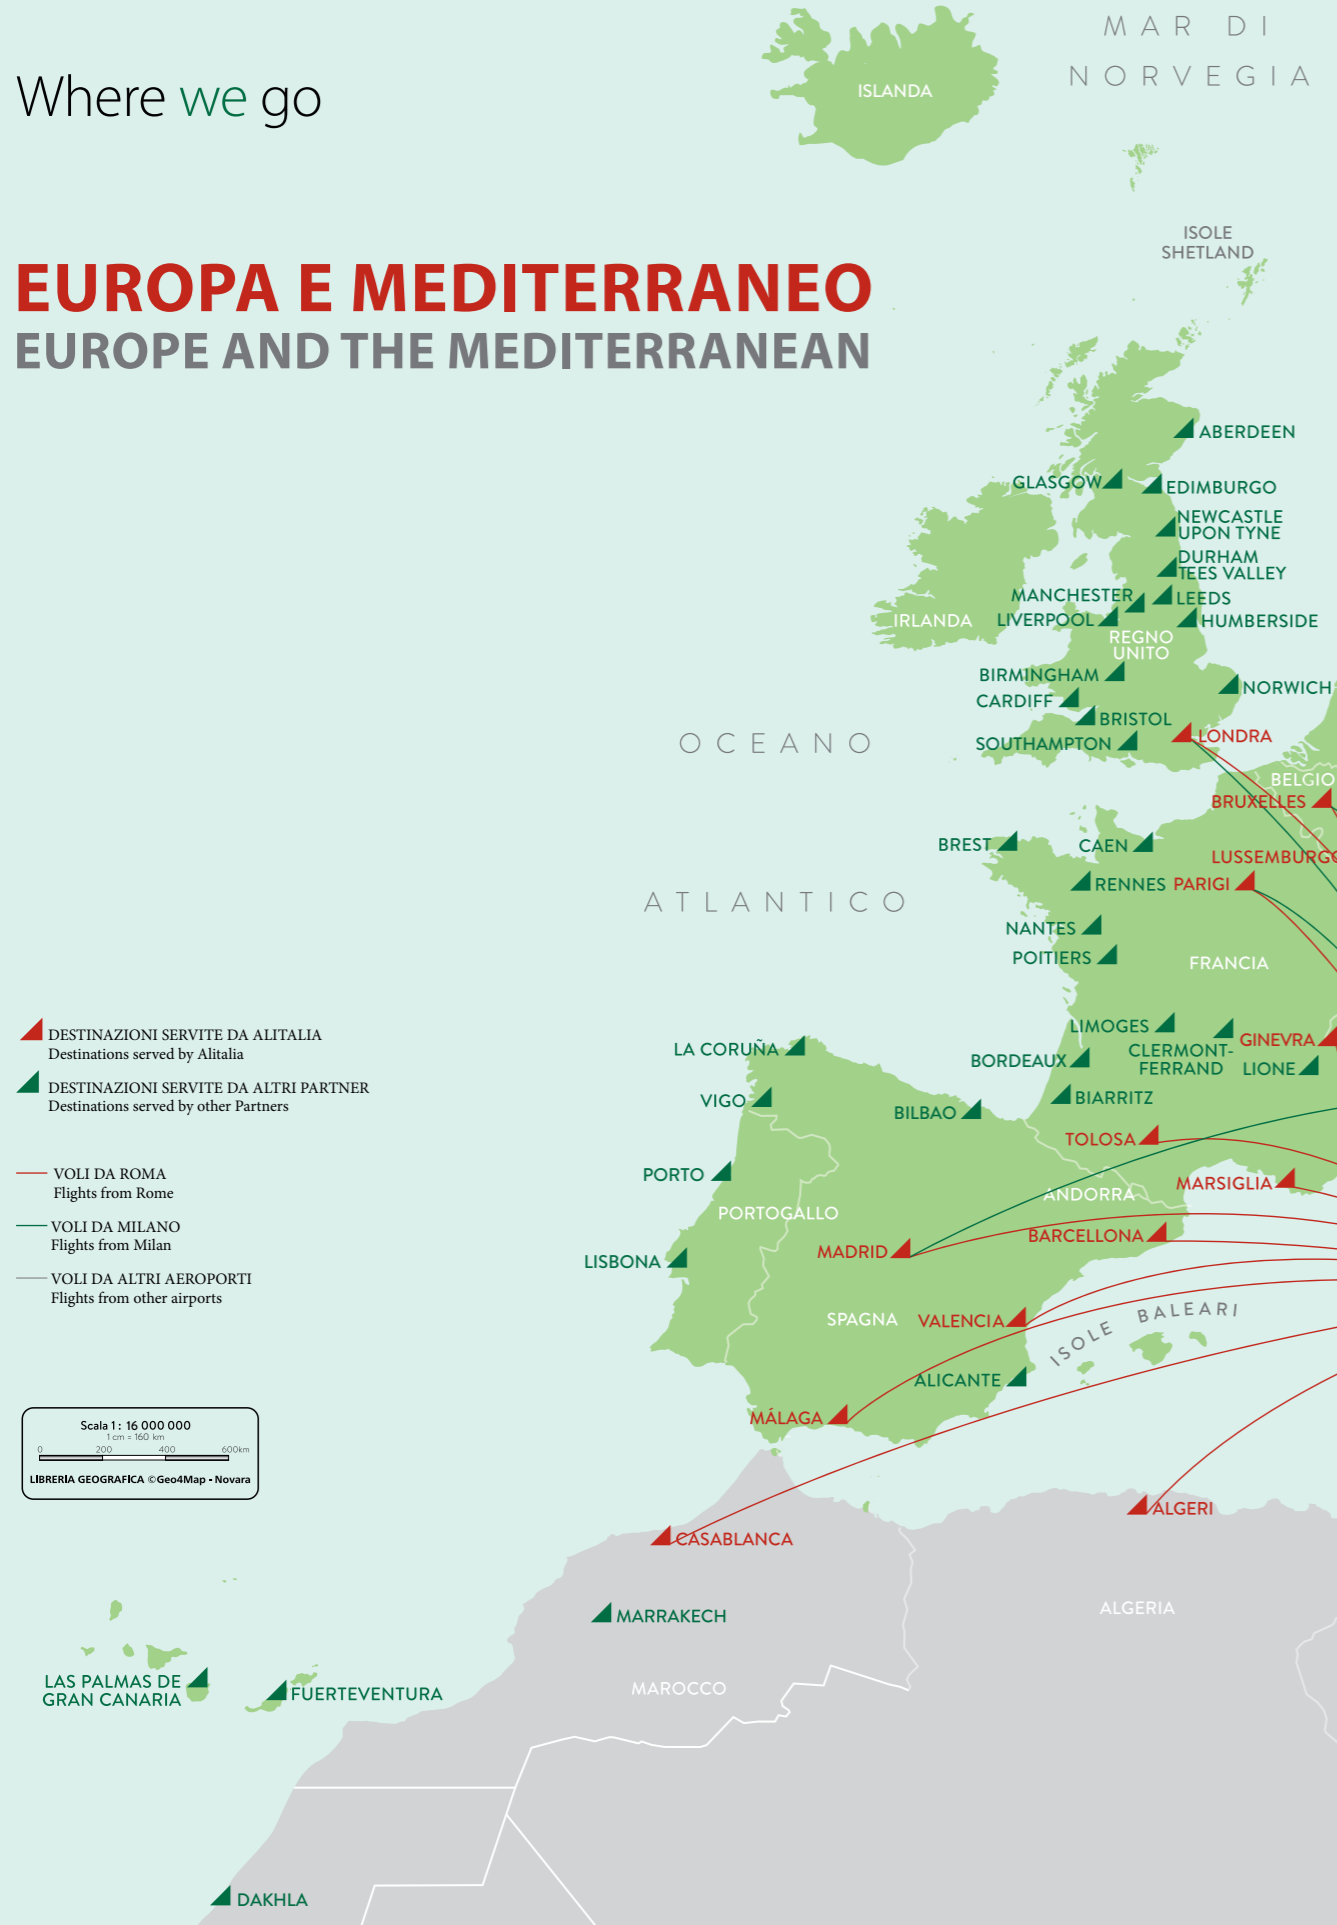 MAR DI
NORVEGIA
ISLANDA
Where we go
ISOLE
SHETLAND
EUROPA E MEDITERRANEO
EUROPE AND THE MEDITERRANEAN
ABERDEEN
GLASGOW
EDIMBURGO
NEWCASTLE
UPON TYNE
DURHAM
TEES VALLEY
MANCHESTER
LEEDS
IRLANDA
LIVERPOOL
HUMBERSIDE
REGNO
UNITO
BIRMINGHAM
NORWICH
CARDIFF
BRISTOL
OCEANO
SOUTHAMPTON
LONDRA
BELGIO
BRUXELLES
BREST
CAEN
LUSSEMBURGO
RENNES
PARIGI
ATLANTICO
NANTES
POITIERS
FRANCIA
DESTINAZIONI SERVITE DA ALITALIA
Destinations served by Alitalia
DESTINAZIONI SERVITE DA ALTRI PARTNER
Destinations served by other Partners
LIMOGES
GINEVRA
LA CORUÑA
CLERMONT-
FERRAND
BORDEAUX
LIONE
VIGO
BIARRITZ
BILBAO
TOLOSA
VOLI DA ROMA
Flights from Rome
VOLI DA MILANO
Flights from Milan
VOLI DA ALTRI AEROPORTI
Flights from other airports
PORTO
MARSIGLIA
ANDORRA
PORTOGALLO
BARCELLONA
MADRID
LISBONA
ISOLE BALEARI
SPAGNA
VALENCIA
ALICANTE
MÁLAGA
Scala 1 : 16 000 000
1 cm = 160 km
0 200 400 600km
LIBRERIA GEOGRAFICA ©Geo4Map - Novara
ALGERI
CASABLANCA
ALGERIA
MARRAKECH
LAS PALMAS DE
GRAN CANARIA
FUERTEVENTURA
MAROCCO
DAKHLA